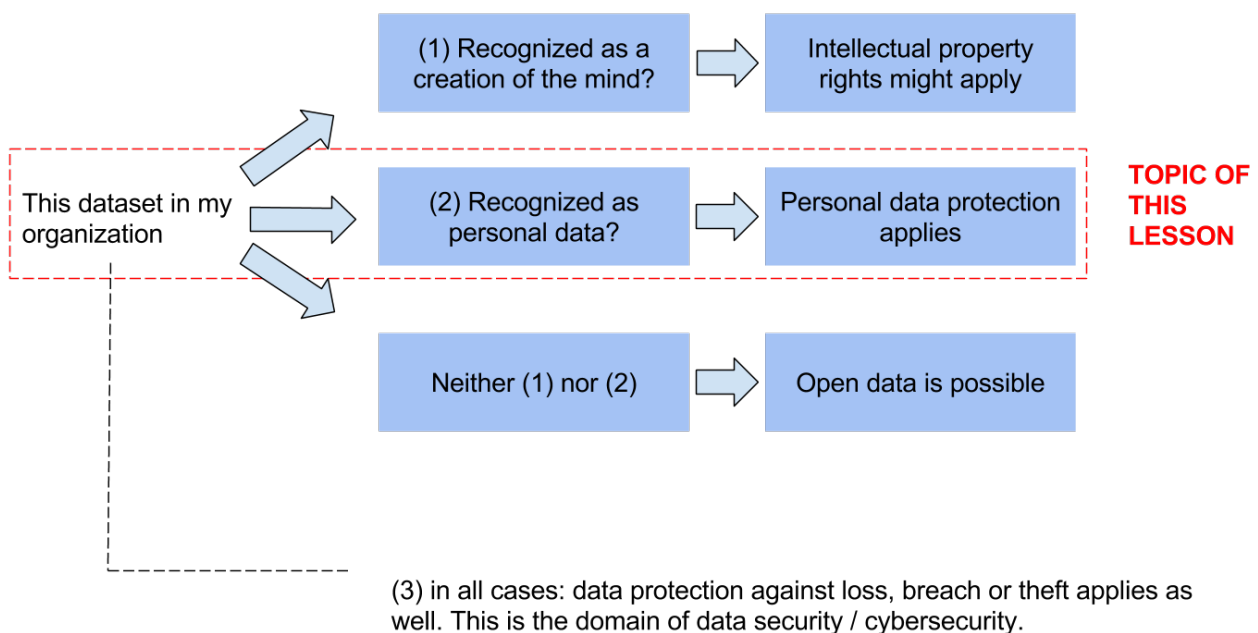 (1) Recognized as a
creation of the mind?
Intellectual property
rights might apply
This dataset in my
organization
(2) Recognized as
personal data?
Personal data protection
applies
TOPIC OF
THIS
LESSON
Neither (1) nor (2)
Open data is possible
(3) in all cases: data protection against loss, breach or theft applies as
well. This is the domain of data security / cybersecurity.